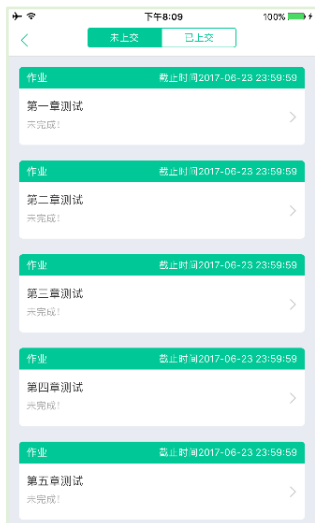 下午8:09 100%
未上交 已上交
作业 截止时间2017-06-23 23:59:59
第一章测试
未完成!
作业 截止时间2017-06-23 23:59:59
第二章测试
未完成!
作业 截止时间2017-06-23 23:59:59
第三章测试
未完成!
作业 截止时间2017-06-23 23:59:59
第四章测试
未完成!
作业 截止时间2017-06-23 23:59:59
第五章测试
未完成!